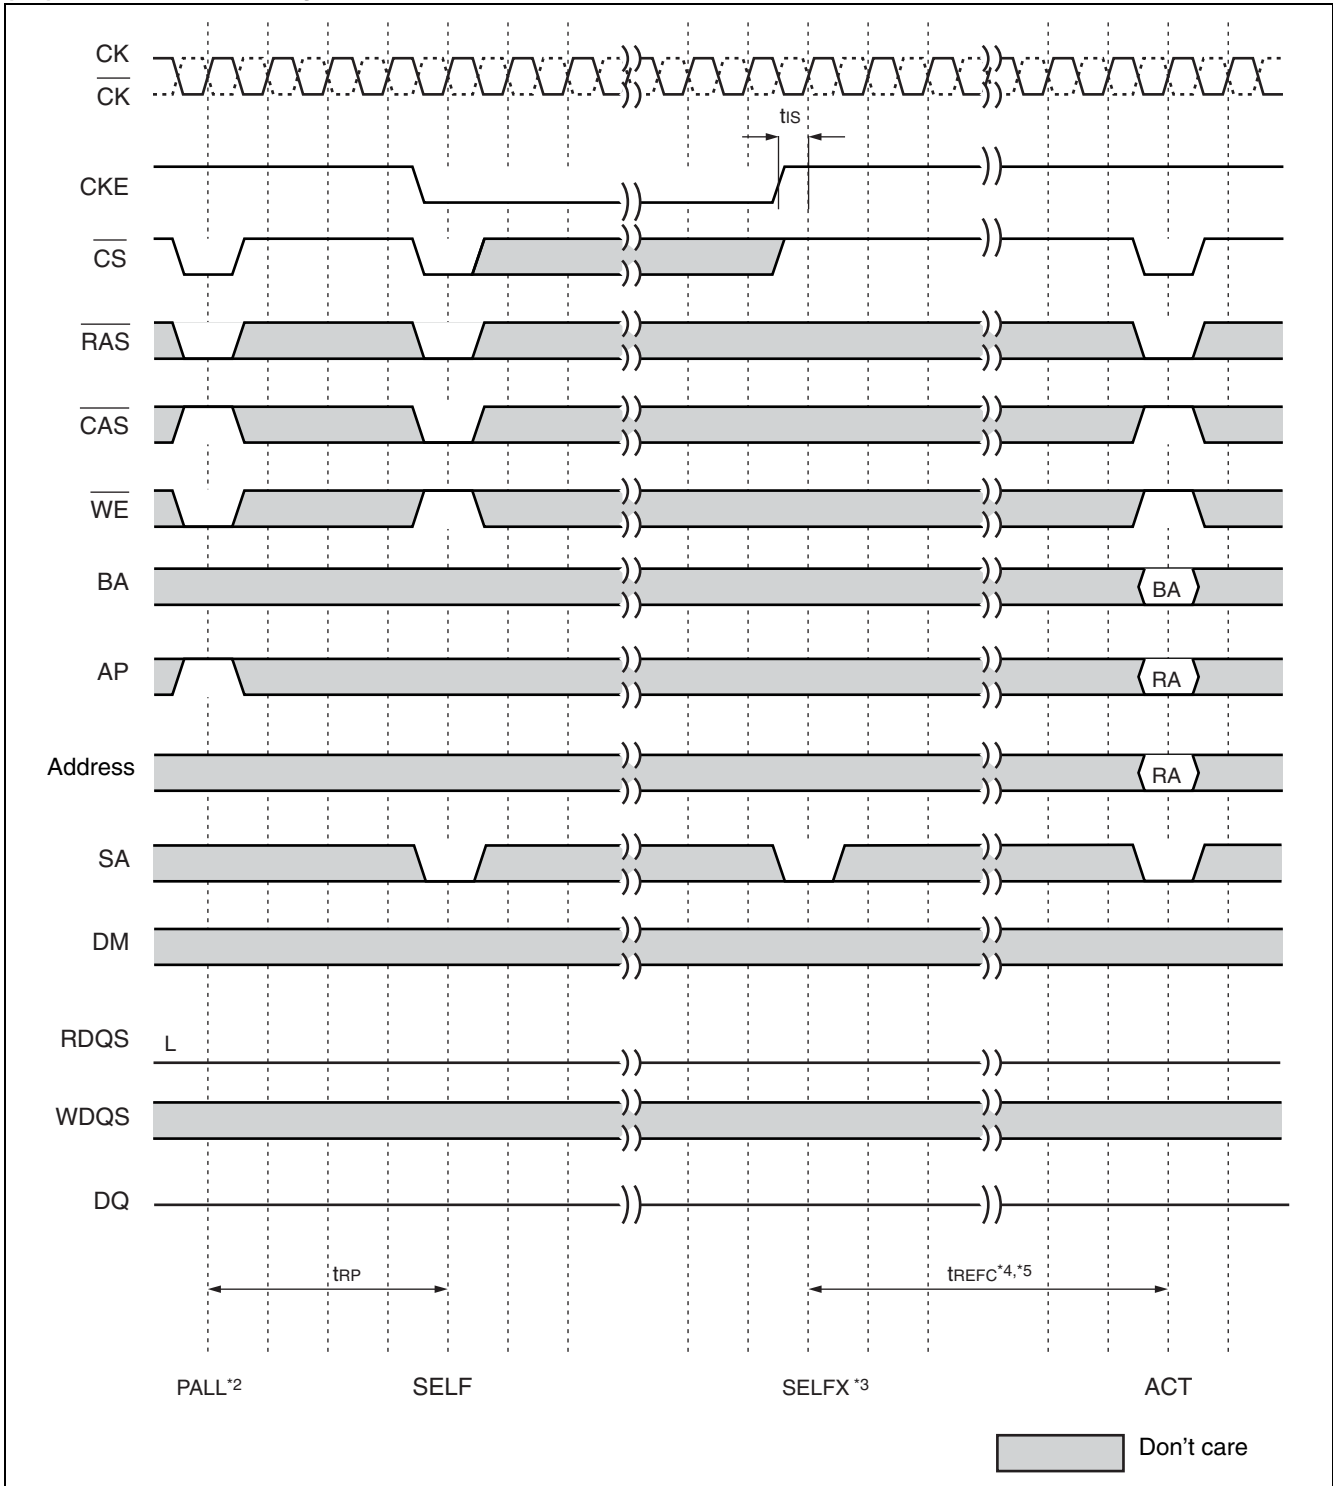 CK
CK
tIS
CKE
CS
RAS
CAS
WE
BA
BA
AP
RA
Address
RA
SA
DM
RDQS
L
WDQS
DQ
tRP
tREFC*4,*5
PALL*2
SELF
SELFX *3
ACT
Don't care